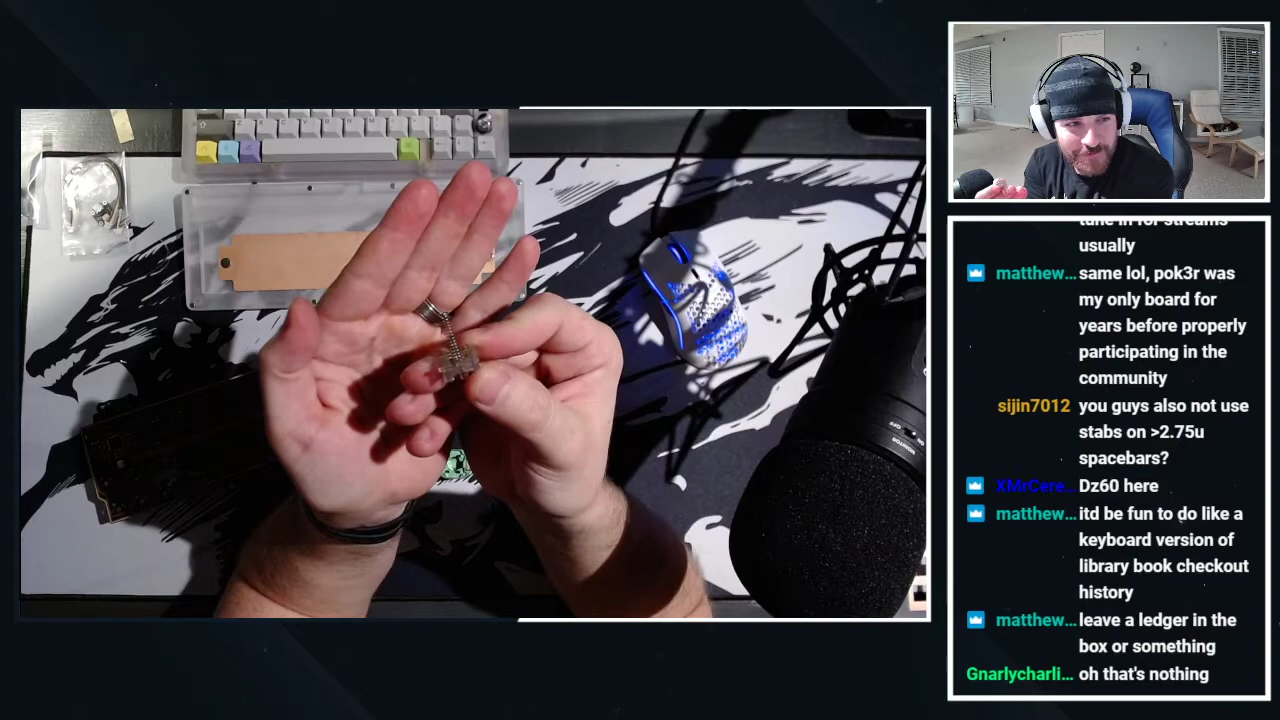 tune in for streams
usually
matthew... same lol, pok3r was
my only board for
years before properly
participating in the
community
sijin7012 you guys also not use
stabs on >2.75u
spacebars?
XMrCere... Dz60 here
matthew... itd be fun to do like a
keyboard version of
library book checkout
history
matthew... leave a ledger in the
box or something
Gnarlycharli... oh that's nothing